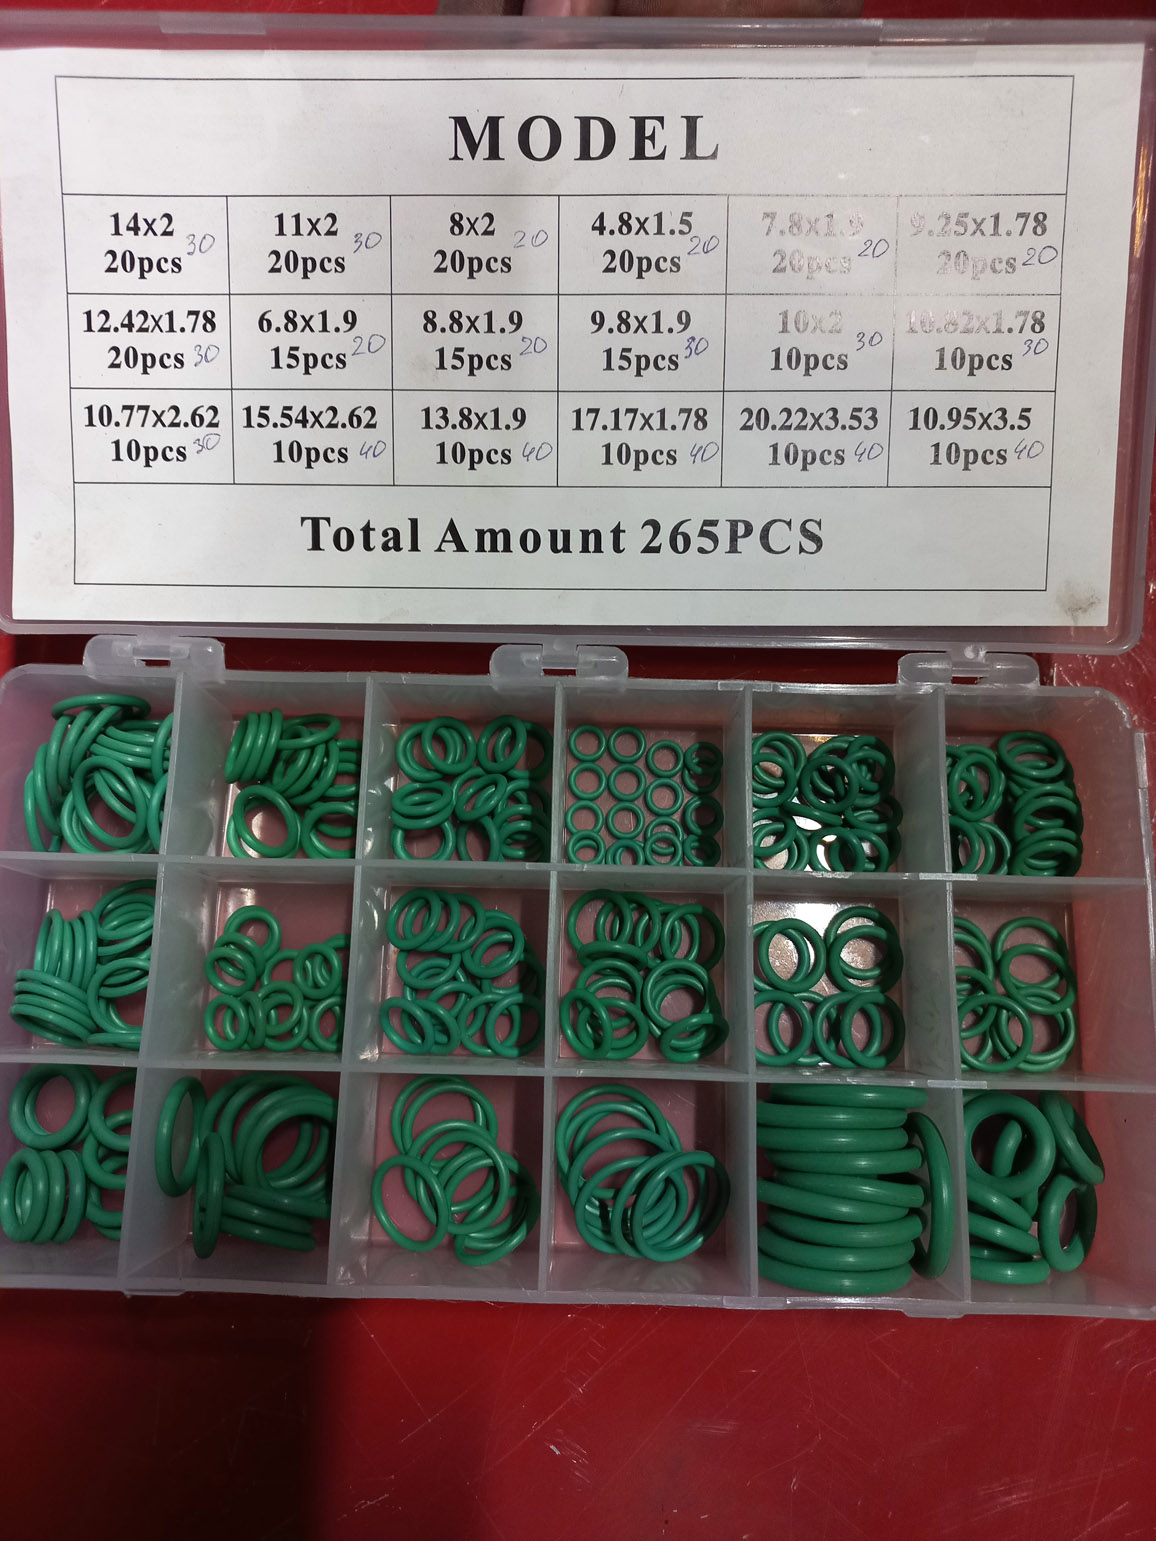 MODEL
14x2 11x2 8x2 4.8x1.5 7.8x1.9 9.25x1.78
20pcs 30 20pcs 30 20pcs 20 20pcs 20 20pcs 20 20pcs 20
12.42x1.78 6.8x1.9 8.8x1.9 9.8x1.9 10x2 10.82x1.78
20pcs 30 15pcs 20 15pcs 20 15pcs 30 10pcs 30 10pcs 30
10.77x2.62 15.54x2.62 13.8x1.9 17.17x1.78 20.22x3.53 10.95x3.5
10pcs 30 10pcs 40 10pcs 40 10pcs 40 10pcs 40 10pcs 40
Total Amount 265PCS